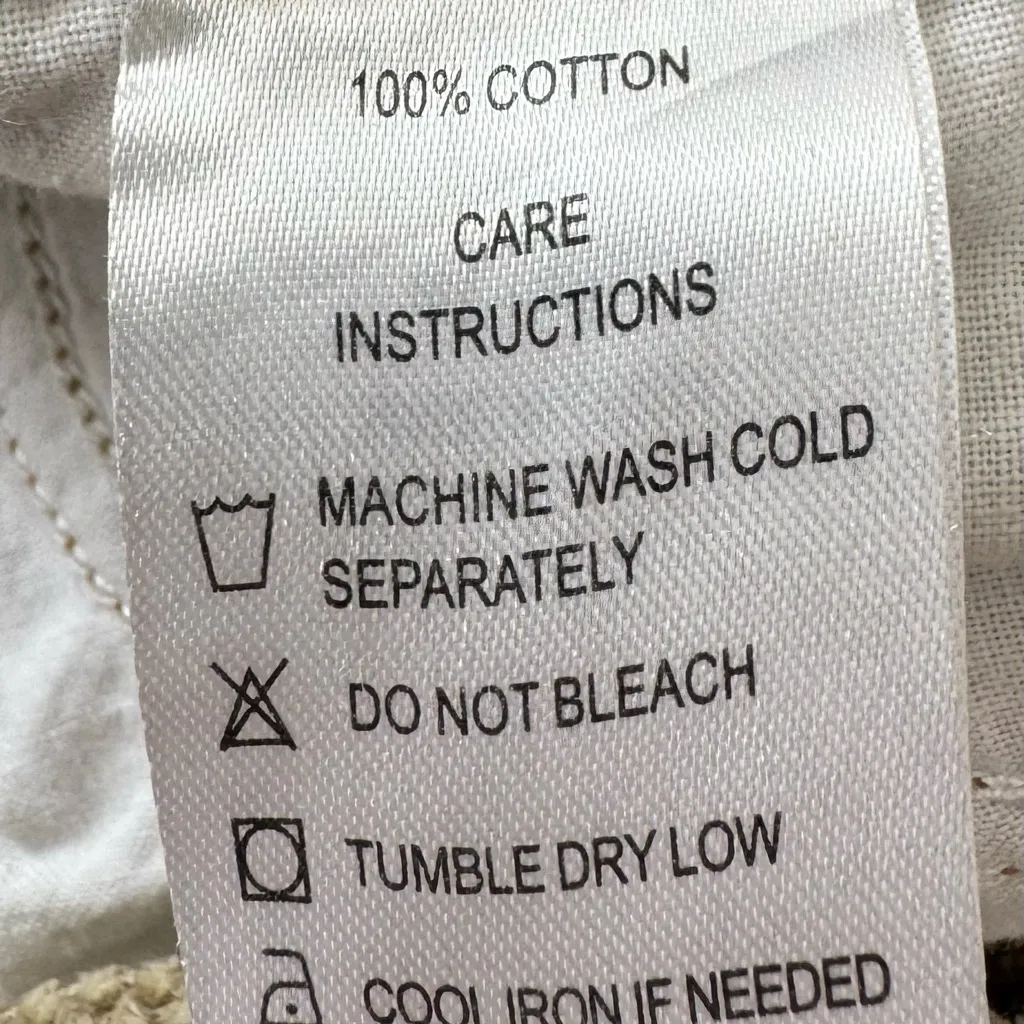 100% COTTON
CARE
INSTRUCTIONS
MACHINE WASH COLD
SEPARATELY
DO NOT BLEACH
TUMBLE DRY LOW
COOL IRON IF NEEDED